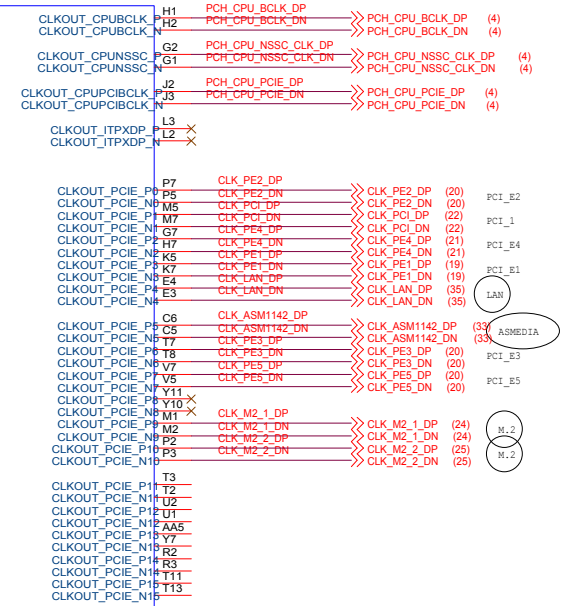 CLKOUT_CPUBCLK_P H1 PCH_CPU_BCLK_DP PCH_CPU_BCLK_DP (4)
CLKOUT_CPUBCLK_N H2 PCH_CPU_BCLK_DN PCH_CPU_BCLK_DN (4)
CLKOUT_CPUNSSC_P G2 PCH_CPU_NSSC_CLK_DP PCH_CPU_NSSC_CLK_DP (4)
CLKOUT_CPUNSSC_N G1 PCH_CPU_NSSC_CLK_DN PCH_CPU_NSSC_CLK_DN (4)
CLKOUT_CPUPCIBCLK_P J2 PCH_CPU_PCIE_DP PCH_CPU_PCIE_DP (4)
CLKOUT_CPUPCIBCLK_N J3 PCH_CPU_PCIE_DN PCH_CPU_PCIE_DN (4)
CLKOUT_ITPXDP_P L3
CLKOUT_ITPXDP_N L2
CLKOUT_PCIE_P0 P7 CLK_PE2_DP CLK_PE2_DP (20) PCI_E2
CLKOUT_PCIE_N0 P5 CLK_PE2_DN CLK_PE2_DN (20)
CLKOUT_PCIE_P1 M5 CLK_PCI_DP CLK_PCI_DP (22) PCI_1
CLKOUT_PCIE_N1 M7 CLK_PCI_DN CLK_PCI_DN (22)
CLKOUT_PCIE_P2 G7 CLK_PE4_DP CLK_PE4_DP (21) PCI_E4
CLKOUT_PCIE_N2 H7 CLK_PE4_DN CLK_PE4_DN (21)
CLKOUT_PCIE_P3 K5 CLK_PE1_DP CLK_PE1_DP (19) PCI_E1
CLKOUT_PCIE_N3 K7 CLK_PE1_DN CLK_PE1_DN (19)
CLKOUT_PCIE_P4 E4 CLK_LAN_DP CLK_LAN_DP (35) LAN
CLKOUT_PCIE_N4 E3 CLK_LAN_DN CLK_LAN_DN (35)
CLKOUT_PCIE_P5 C6 CLK_ASM1142_DP CLK_ASM1142_DP (33) ASMEDIA
CLKOUT_PCIE_N5 C5 CLK_ASM1142_DN CLK_ASM1142_DN (33)
CLKOUT_PCIE_P6 T7 CLK_PE3_DP CLK_PE3_DP (20) PCI_E3
CLKOUT_PCIE_N6 T8 CLK_PE3_DN CLK_PE3_DN (20)
CLKOUT_PCIE_P7 V7 CLK_PE5_DP CLK_PE5_DP (20) PCI_E5
CLKOUT_PCIE_N7 V5 CLK_PE5_DN CLK_PE5_DN (20)
CLKOUT_PCIE_P8 Y11
CLKOUT_PCIE_N8 Y10
CLKOUT_PCIE_P9 M1 CLK_M2_1_DP CLK_M2_1_DP (24) M.2
CLKOUT_PCIE_N9 M2 CLK_M2_1_DN CLK_M2_1_DN (24)
CLKOUT_PCIE_P10 P2 CLK_M2_2_DP CLK_M2_2_DP (25) M.2
CLKOUT_PCIE_N10 P3 CLK_M2_2_DN CLK_M2_2_DN (25)
CLKOUT_PCIE_P11 T3
CLKOUT_PCIE_N11 T2
CLKOUT_PCIE_P12 U2
CLKOUT_PCIE_N12 U1
CLKOUT_PCIE_P13 AA5
CLKOUT_PCIE_N13 Y7
CLKOUT_PCIE_P14 R2
CLKOUT_PCIE_N14 R3
CLKOUT_PCIE_P15 T11
CLKOUT_PCIE_N15 T13